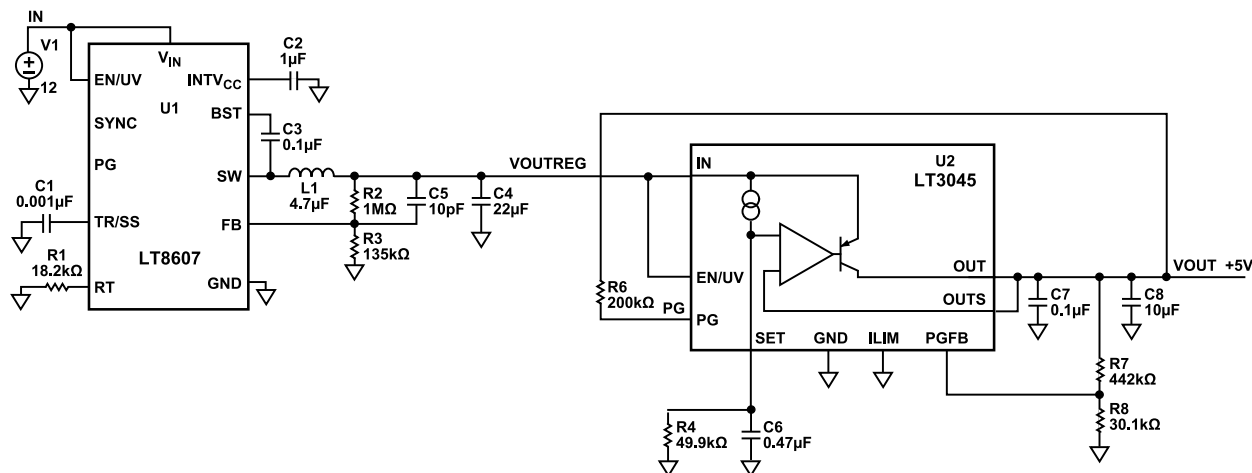 IN
V1
12
VIN
EN/UV
INTVCC
U1
BST
SYNC
PG
SW
TR/SS
FB
LT8607
RT
GND
C1
0.001µF
R1
18.2kΩ
C2
1µF
C3
0.1µF
L1
4.7µF
R2
1MΩ
R3
135kΩ
C5
10pF
C4
22µF
VOUTREG
U2
LT3045
IN
EN/UV
PG
PG
R6
200kΩ
SET
GND
ILIM
PGFB
OUT
OUTS
VOUT +5V
C7
0.1µF
C8
10µF
R7
442kΩ
R8
30.1kΩ
R4
49.9kΩ
C6
0.47µF